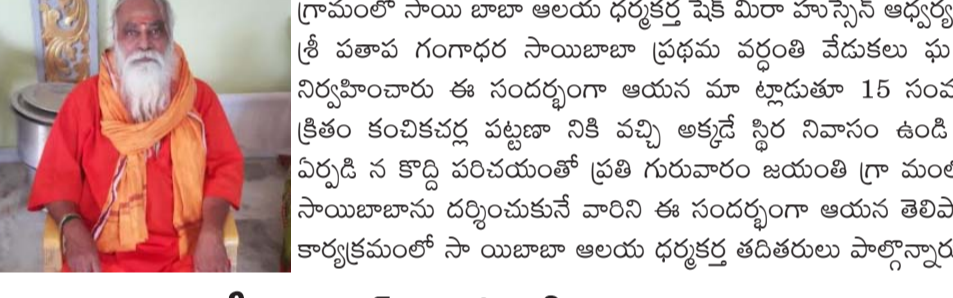 గ్రామంలో సాయి బాబా ఆలయ ధర్మకర్త షేక్ మీరా హుస్సేన్ ఆధ్వర్య
శ్రీ పతాప గంగాధర సాయిబాబా ప్రథమ వర్ధంతి వేడుకలు ఘ
నిర్వహించారు ఈ సందర్భంగా ఆయన మా ట్లాడుతూ 15 సంవ
క్రితం కంచికచర్ల పట్టణా నికి వచ్చి అక్కడే స్థిర నివాసం ఉండి
ఏర్పడి న కొద్ది పరిచయంతో ప్రతి గురువారం జయంతి గ్రా మంల
సాయిబాబాను దర్శించుకునే వారిని ఈ సందర్భంగా ఆయన తెలిపా
కార్యక్రమంలో సా యిబాబా ఆలయ ధర్మకర్త తదితరులు పాల్గొన్నారు